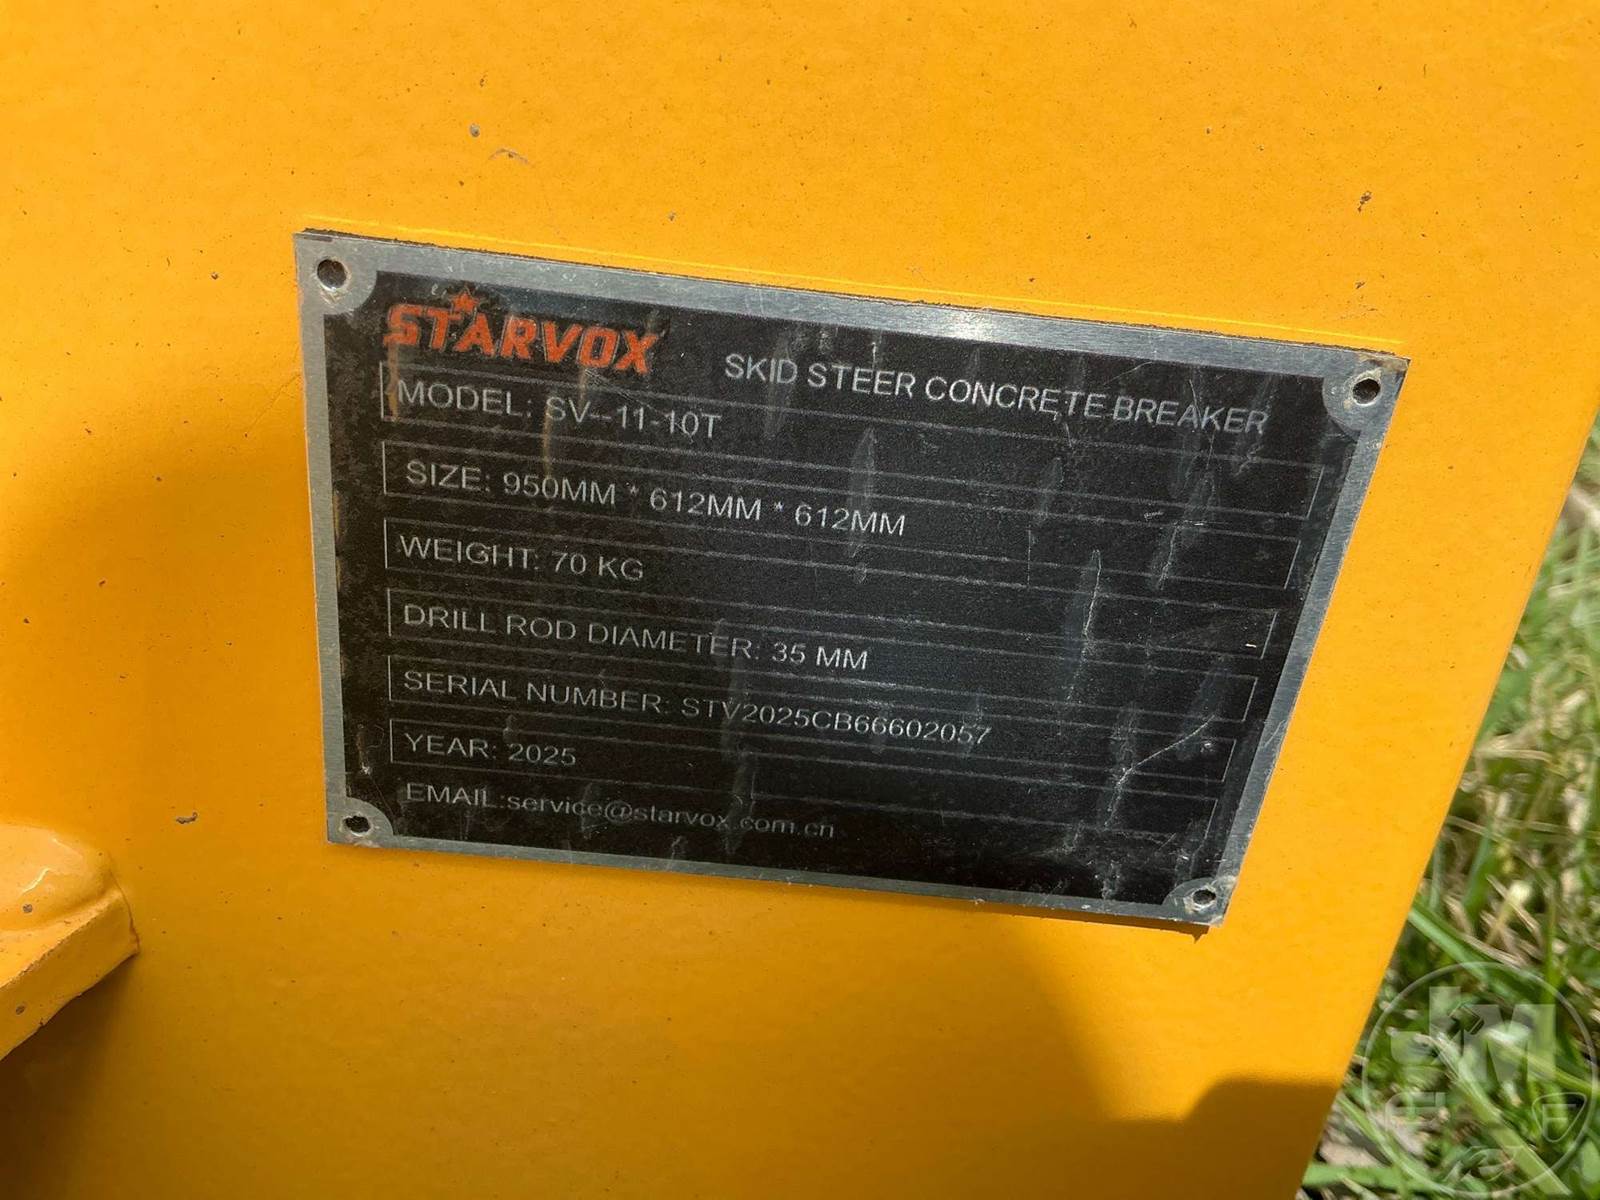 STARVOX
SKID STEER CONCRETE BREAKER
MODEL: SV--11-10T
SIZE: 950MM * 612MM * 612MM
WEIGHT: 70 KG
DRILL ROD DIAMETER: 35 MM
SERIAL NUMBER: STV2025CB66602057
YEAR: 2025
EMAIL:service@starvox.com.cn